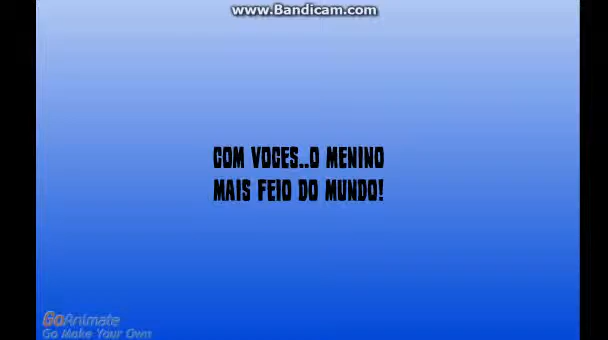 www.Bandicam.com
COM VOCES..O MENINO
MAIS FEIO DO MUNDO!
GoAnimate
Go Make Your Own